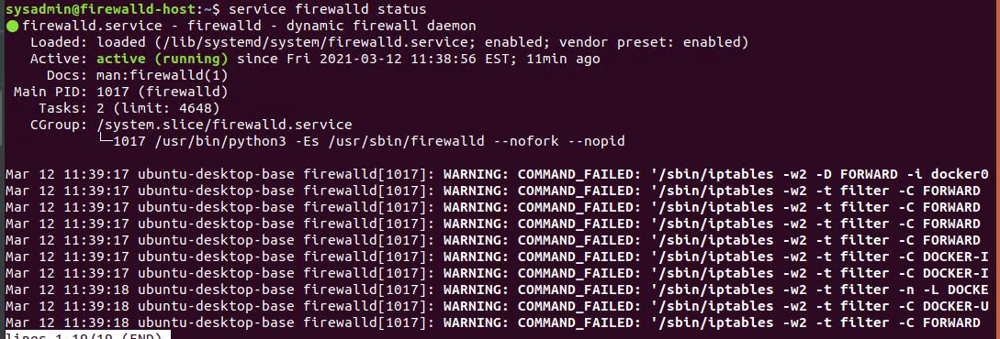 sysadmin@firewalld-host:~$ service firewalld status
● firewalld.service - firewalld - dynamic firewall daemon
   Loaded: loaded (/lib/systemd/system/firewalld.service; enabled; vendor preset: enabled)
   Active: active (running) since Fri 2021-03-12 11:38:56 EST; 11min ago
     Docs: man:firewalld(1)
 Main PID: 1017 (firewalld)
    Tasks: 2 (limit: 4648)
   CGroup: /system.slice/firewalld.service
           └─1017 /usr/bin/python3 -Es /usr/sbin/firewalld --nofork --nopid
Mar 12 11:39:17 ubuntu-desktop-base firewalld[1017]: WARNING: COMMAND_FAILED: '/sbin/iptables -w2 -D FORWARD -i docker0
Mar 12 11:39:17 ubuntu-desktop-base firewalld[1017]: WARNING: COMMAND_FAILED: '/sbin/iptables -w2 -t filter -C FORWARD
Mar 12 11:39:17 ubuntu-desktop-base firewalld[1017]: WARNING: COMMAND_FAILED: '/sbin/iptables -w2 -t filter -C FORWARD
Mar 12 11:39:17 ubuntu-desktop-base firewalld[1017]: WARNING: COMMAND_FAILED: '/sbin/iptables -w2 -t filter -C FORWARD
Mar 12 11:39:17 ubuntu-desktop-base firewalld[1017]: WARNING: COMMAND_FAILED: '/sbin/iptables -w2 -t filter -C FORWARD
Mar 12 11:39:17 ubuntu-desktop-base firewalld[1017]: WARNING: COMMAND_FAILED: '/sbin/iptables -w2 -t filter -C DOCKER-I
Mar 12 11:39:17 ubuntu-desktop-base firewalld[1017]: WARNING: COMMAND_FAILED: '/sbin/iptables -w2 -t filter -C DOCKER-I
Mar 12 11:39:18 ubuntu-desktop-base firewalld[1017]: WARNING: COMMAND_FAILED: '/sbin/iptables -w2 -t filter -n -L DOCKE
Mar 12 11:39:18 ubuntu-desktop-base firewalld[1017]: WARNING: COMMAND_FAILED: '/sbin/iptables -w2 -t filter -C DOCKER-U
Mar 12 11:39:18 ubuntu-desktop-base firewalld[1017]: WARNING: COMMAND_FAILED: '/sbin/iptables -w2 -t filter -C FORWARD
lines 1-19/19 (END)